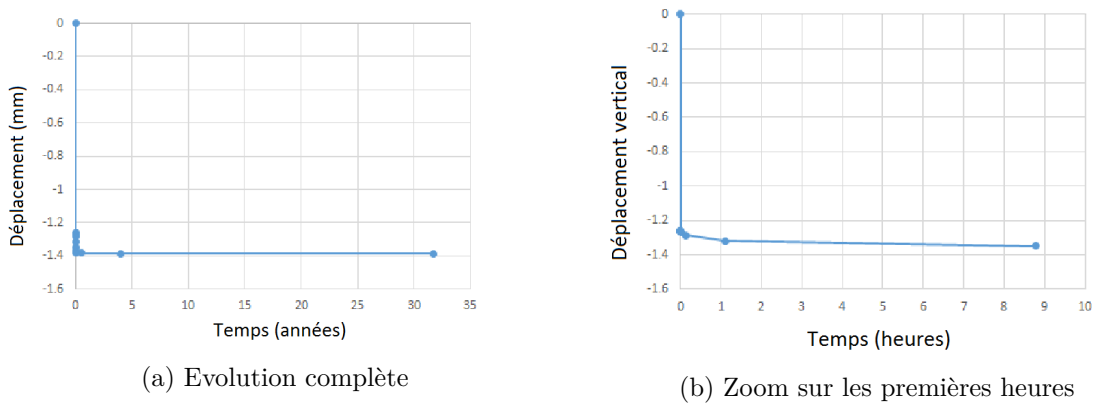 Déplacement (mm)
0
-0.2
-0.4
-0.6
-0.8
-1
-1.2
-1.4
-1.6
0 5 10 15 20 25 30 35
Temps (années)
(a) Evolution complète
Déplacement vertical
0
-0.2
-0.4
-0.6
-0.8
-1
-1.2
-1.4
-1.6
0 1 2 3 4 5 6 7 8 9 10
Temps (heures)
(b) Zoom sur les premières heures